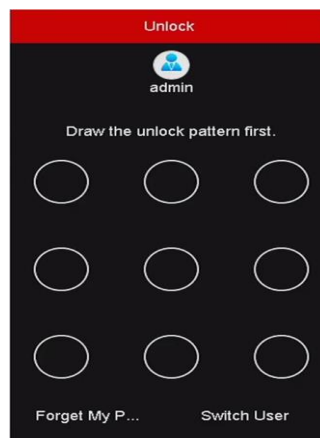 Unlock
admin
Draw the unlock pattern first.
Forget My P...
Switch User